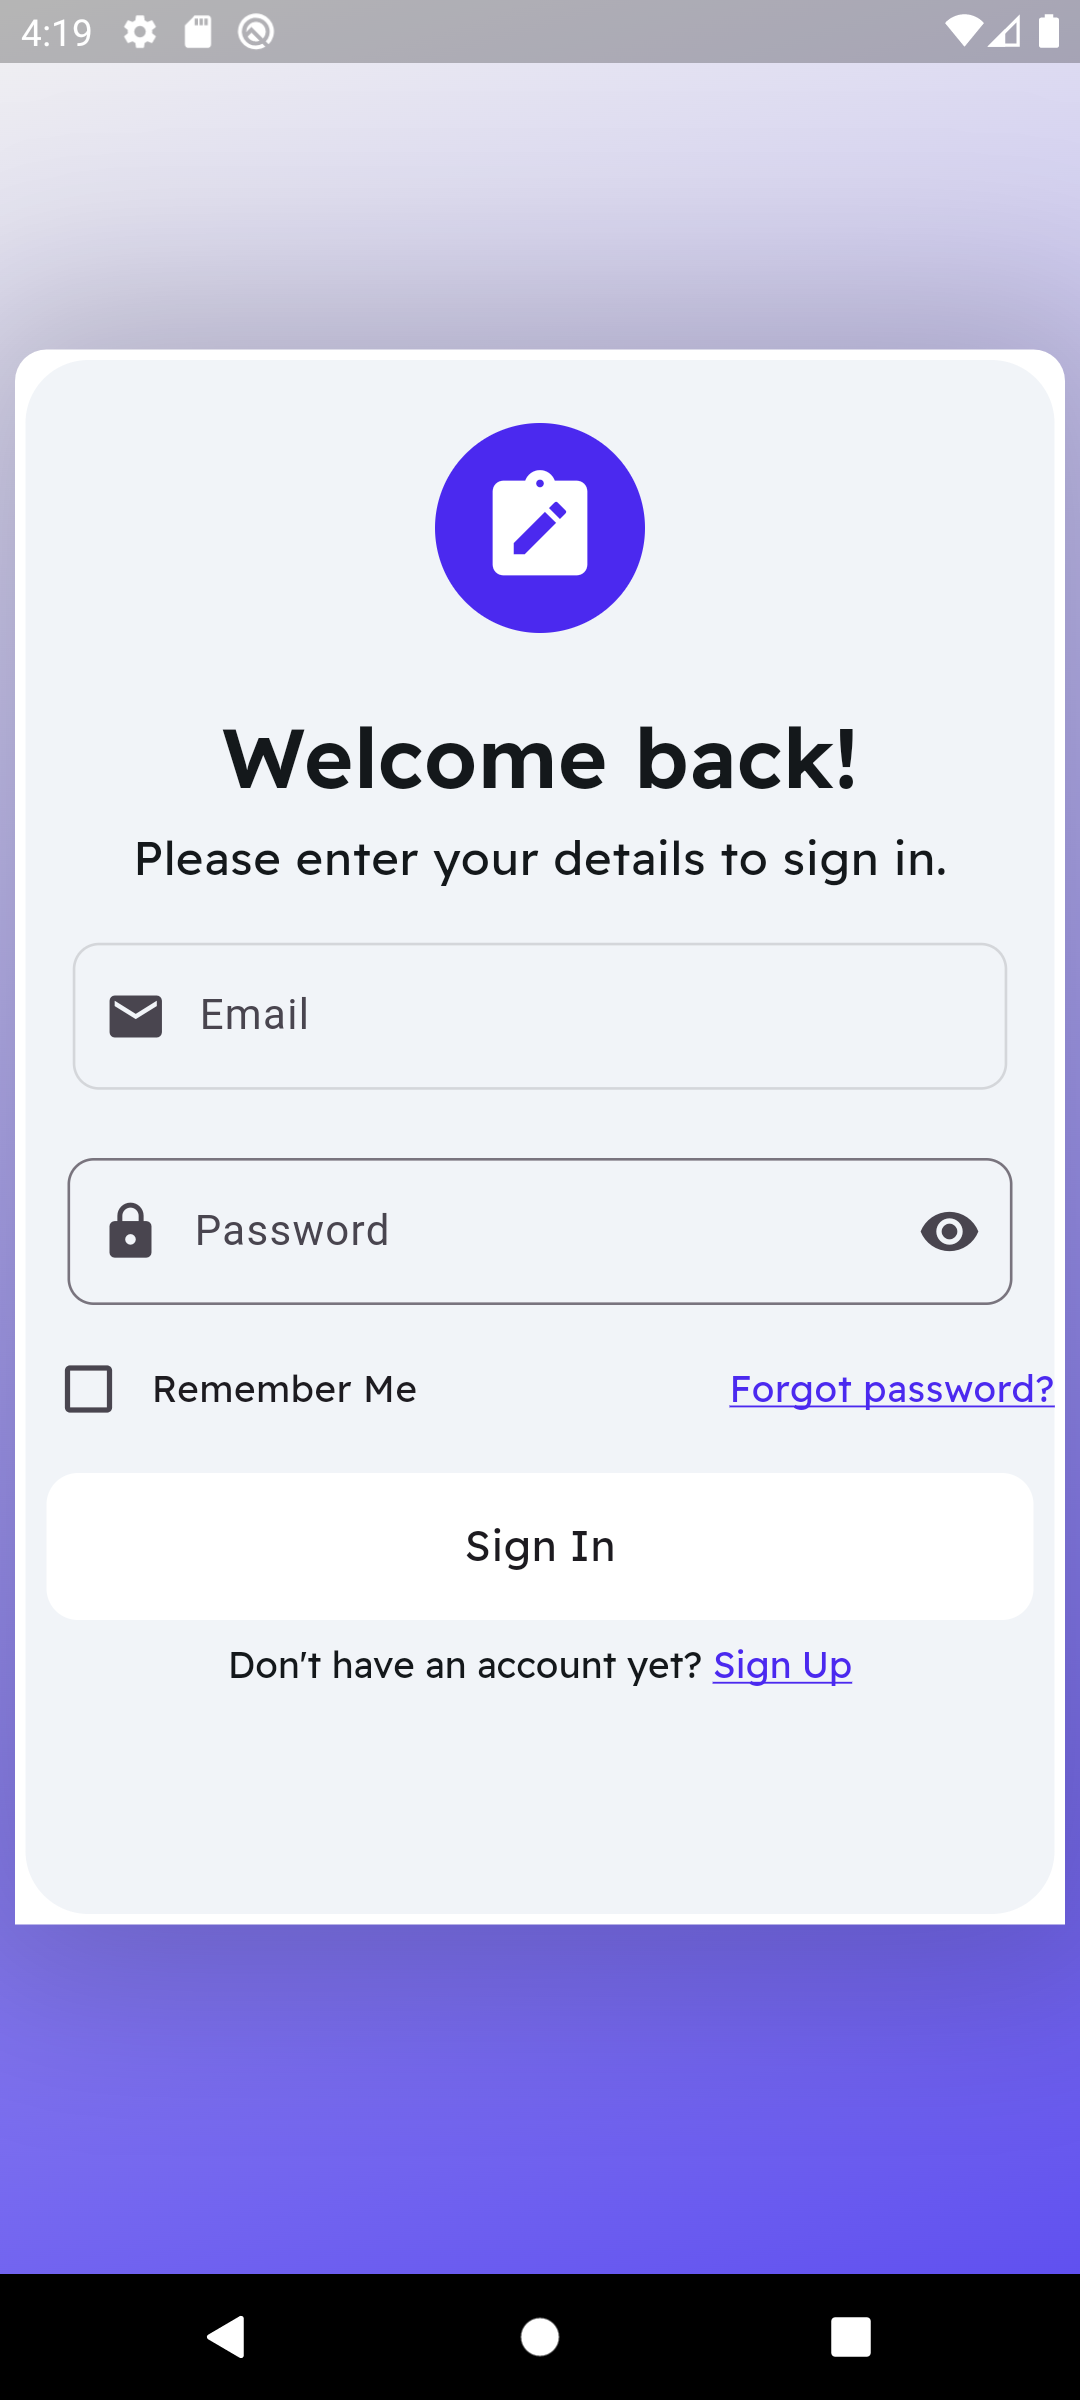 4:19
Welcome back!
Please enter your details to sign in.
Email
Password
Remember Me Forgot password?
Sign In
Don't have an account yet? Sign Up